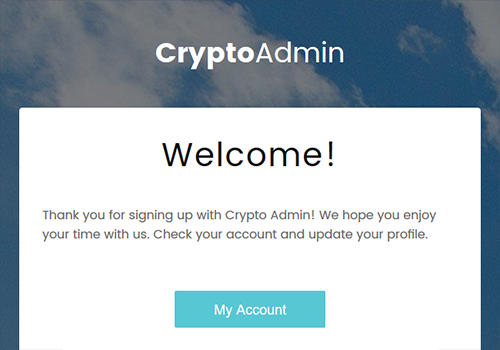 CryptoAdmin
Welcome!
Thank you for signing up with Crypto Admin! We hope you enjoy
your time with us. Check your account and update your profile.
My Account